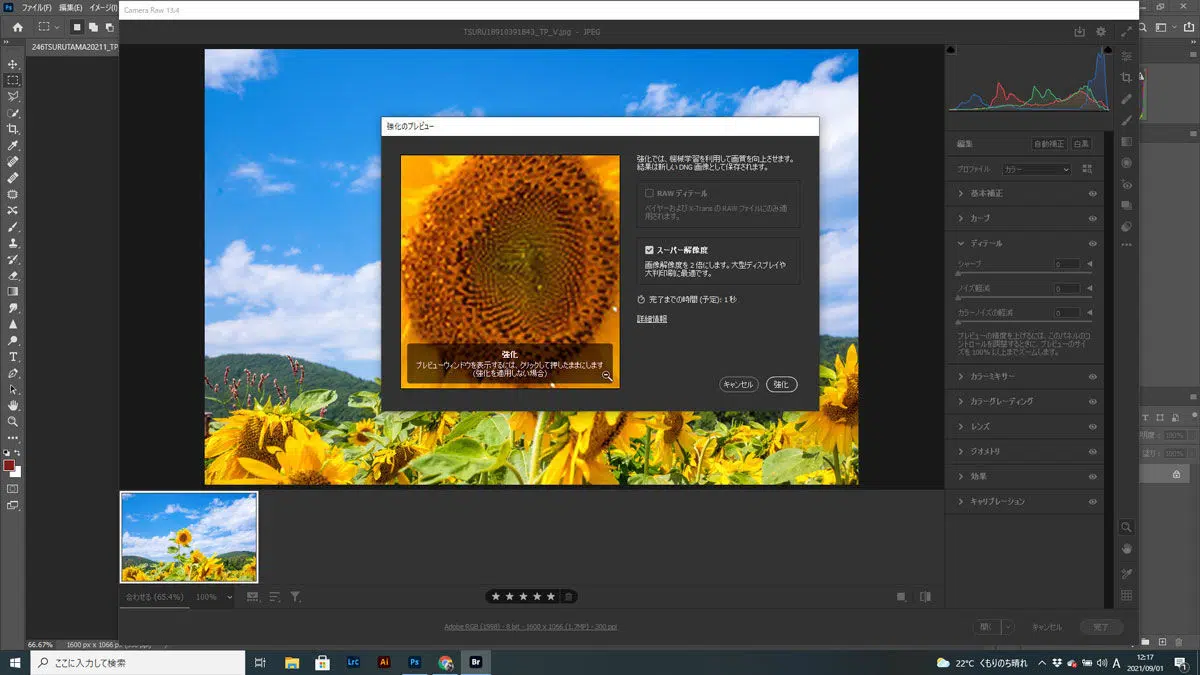 ファイル(F) 編集(E) イメージ(I)
Camera Raw 13.4
TSURU18910391843_TP_V.jpg - JPEG
246TSURUTAMA20211_TP
強化のプレビュー
強化では、機械学習を利用して画質を向上させます。
結果は新しい DNG 画像として保存されます。
RAW ディテール
ベイヤーおよび X-Trans の RAW ファイルにのみ適
用されます。
スーパー解像度
画像解像度を 2 倍にします。大型ディスプレイや
大判印刷に最適です。
完了までの時間 (予定): 1 秒
詳細情報
強化
プレビューウィンドウを表示するには、クリックして押したままにします
(強化を適用しない場合)
キャンセル
強化
編集
自動補正
白黒
プロファイル
カラー
基本補正
カーブ
ディテール
シャープ 0
ノイズ軽減 0
カラーノイズの軽減 0
プレビューの精度を上げるには、このパネルのコ
ントロールを調整するときに、プレビューのサイ
ズを 100% 以上までズームします。
カラーミキサー
カラーグレーディング
レンズ
ジオメトリ
効果
キャリブレーション
100%
100%
合わせる (65.4%)
100%
Adobe RGB (1998) - 8 bit - 1600 x 1066 (1.7MP) - 300 ppi
開く
キャンセル
完了
66.67%
ここに入力して検索
Lrc
Ai
Ps
Br
22°C くもりのち晴れ
A
12:17
2021/09/01